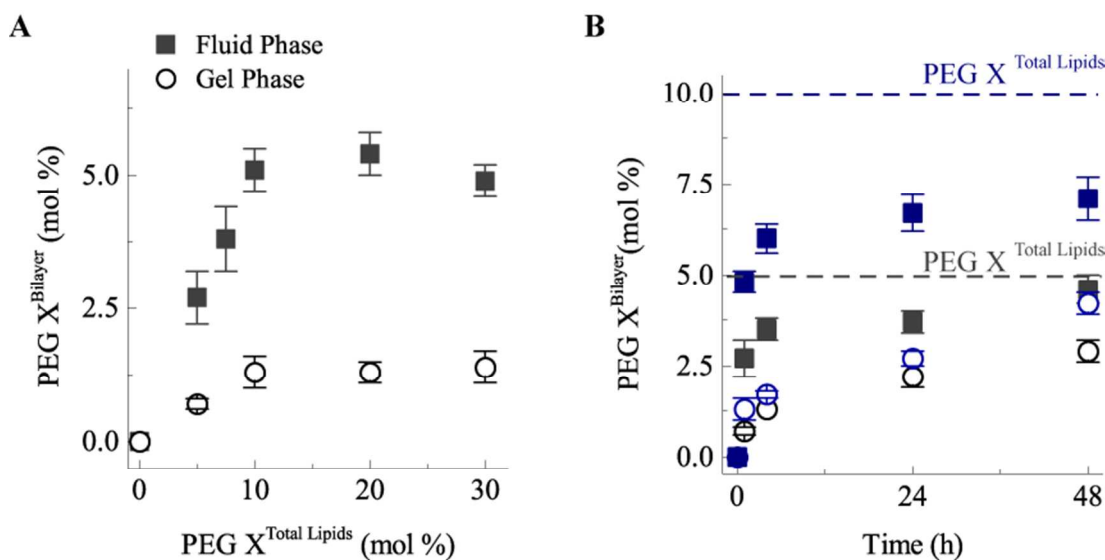 A
Fluid Phase
Gel Phase
PEG X^Bilayer (mol %)
5.0
2.5
0.0
0 5 10 20 30
PEG X^Total Lipids (mol %)
B
PEG X^Total Lipids
PEG X^Total Lipids
PEG X^Bilayer(mol %)
10.0
7.5
5.0
2.5
0.0
0 24 48
Time (h)